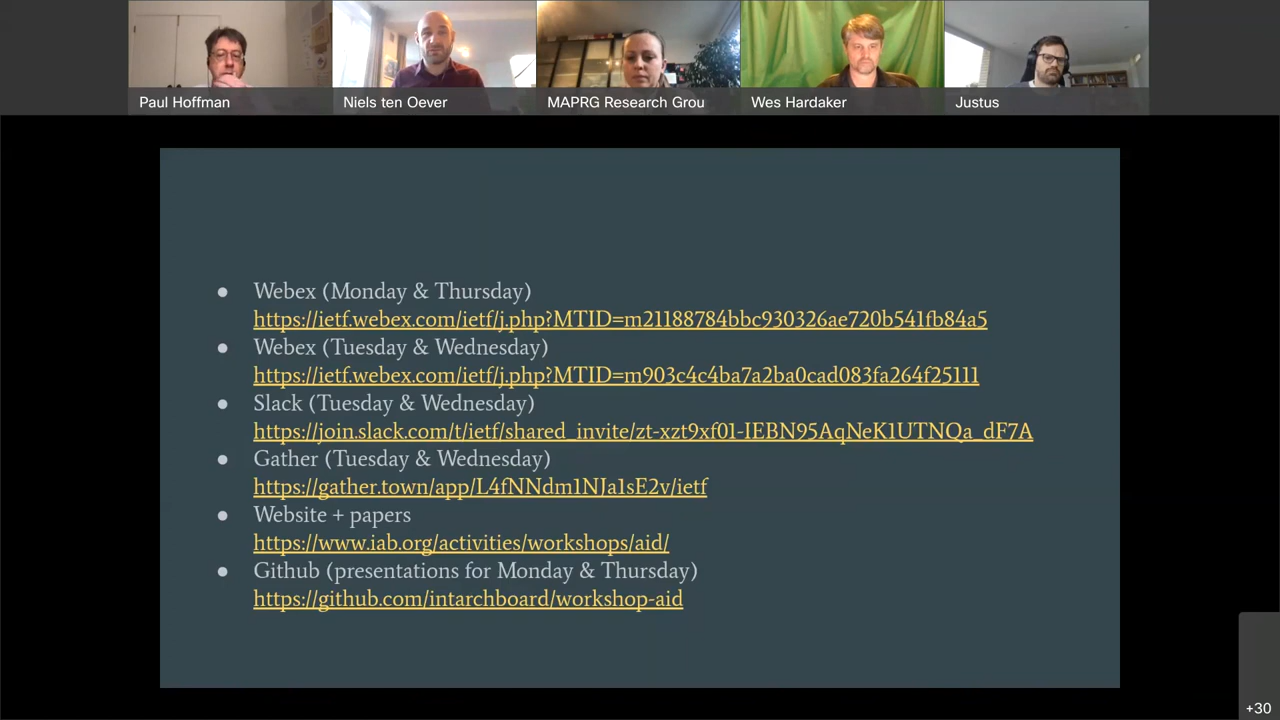 Paul Hoffman
Niels ten Oever
MAPRG Research Grou
Wes Hardaker
Justus
● Webex (Monday & Thursday)
https://ietf.webex.com/ietf/j.php?MTID=m21188784bbc930326ae720b541fb84a5
● Webex (Tuesday & Wednesday)
https://ietf.webex.com/ietf/j.php?MTID=m903c4c4ba7a2ba0cad083fa264f25111
● Slack (Tuesday & Wednesday)
https://join.slack.com/t/ietf/shared_invite/zt-xzt9xf01-IEBN95AqNeK1UTNQa_dF7A
● Gather (Tuesday & Wednesday)
https://gather.town/app/L4fNNdm1NJa1sE2v/ietf
● Website + papers
https://www.iab.org/activities/workshops/aid/
● Github (presentations for Monday & Thursday)
https://github.com/intarchboard/workshop-aid
+30